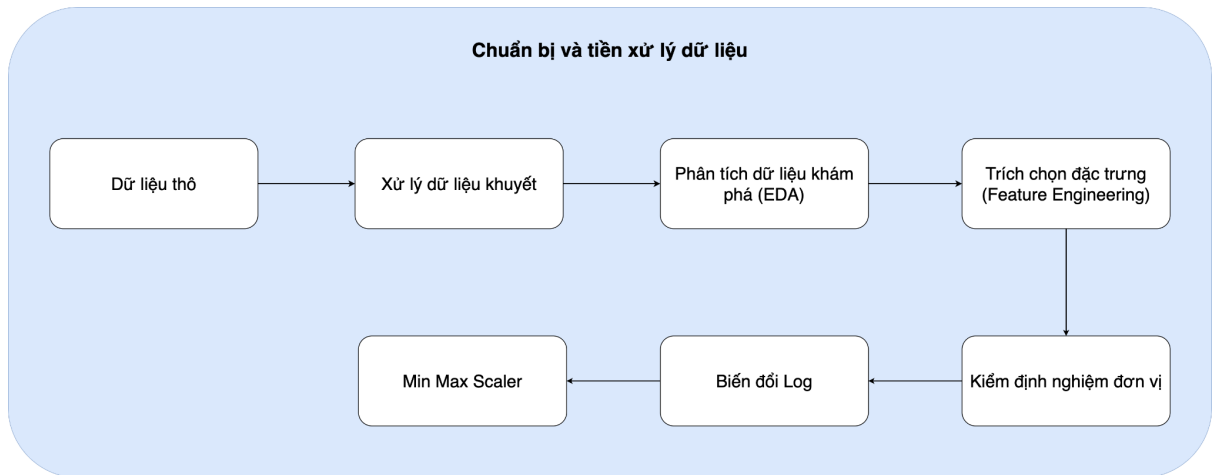 Chuẩn bị và tiền xử lý dữ liệu
Dữ liệu thô
Xử lý dữ liệu khuyết
Phân tích dữ liệu khám
phá (EDA)
Trích chọn đặc trưng
(Feature Engineering)
Kiểm định nghiệm đơn vị
Biến đổi Log
Min Max Scaler